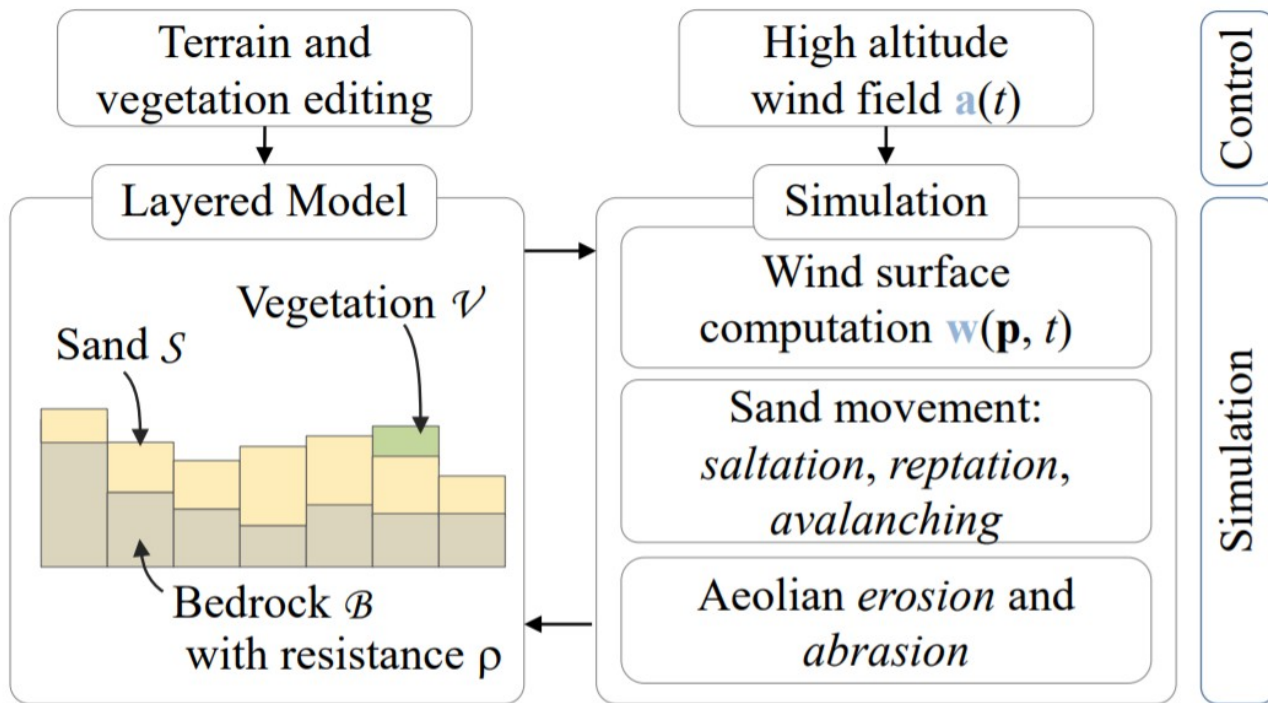 Terrain and
vegetation editing
High altitude
wind field a(t)
Control
Layered Model
Simulation
Vegetation 𝒱
Sand 𝒮
Bedrock ℬ
with resistance ρ
Wind surface
computation w(p, t)
Sand movement:
saltation, reptation,
avalanching
Aeolian erosion and
abrasion
Simulation